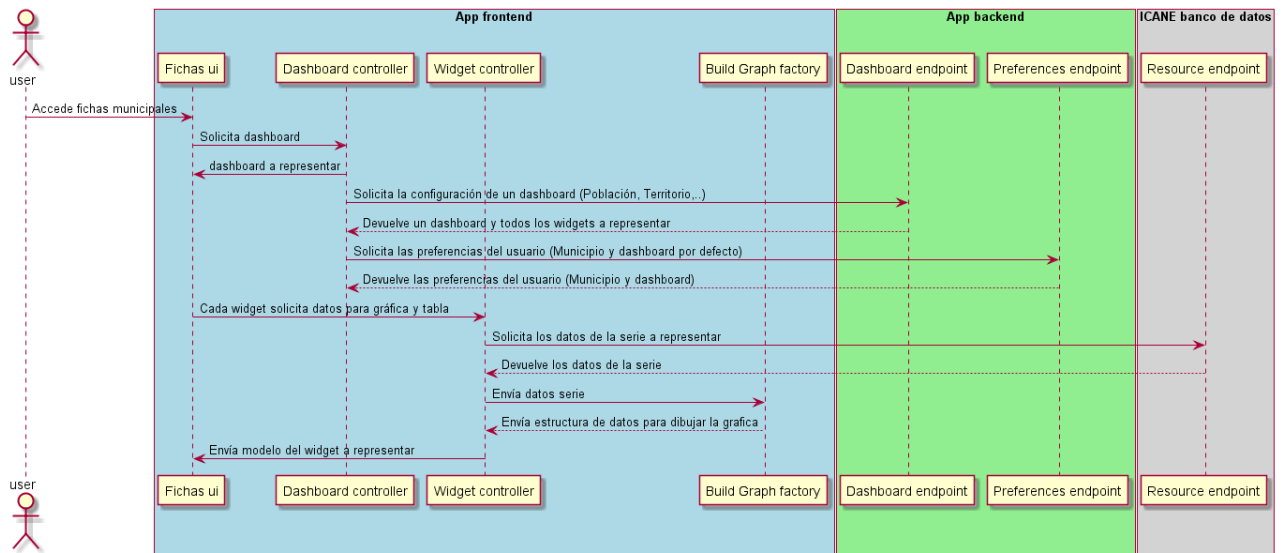 App frontend
App backend
ICANE banco de datos
user
Fichas ui
Dashboard controller
Widget controller
Build Graph factory
Dashboard endpoint
Preferences endpoint
Resource endpoint
Accede fichas municipales
Solicita dashboard
dashboard a representar
Solicita la configuración de un dashboard (Población, Territorio,..)
Devuelve un dashboard y todos los widgets a representar
Solicita las preferencias del usuario (Municipio y dashboard por defecto)
Devuelve las preferencias del usuario (Municipio y dashboard)
Cada widget solicita datos para gráfica y tabla
Solicita los datos de la serie a representar
Devuelve los datos de la serie
Envía datos serie
Envía estructura de datos para dibujar la grafica
Envía modelo del widget a representar
user
Fichas ui
Dashboard controller
Widget controller
Build Graph factory
Dashboard endpoint
Preferences endpoint
Resource endpoint